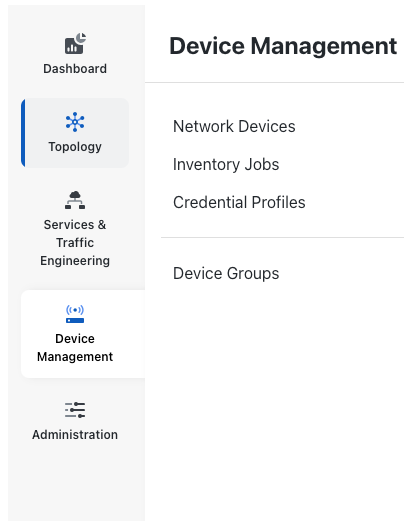 Dashboard
Topology
Services &
Traffic
Engineering
Device
Management
Administration
Device Management
Network Devices
Inventory Jobs
Credential Profiles
Device Groups